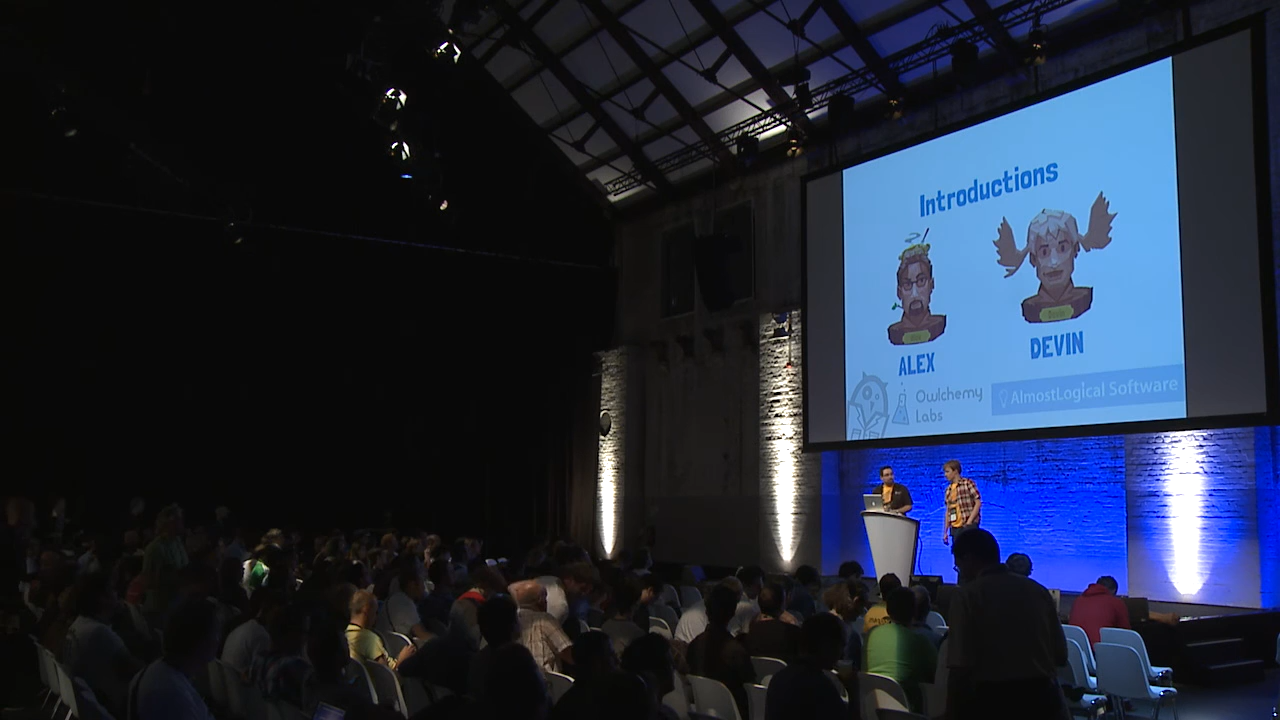 Introductions
ALEX
DEVIN
Owlchemy
Labs
AlmostLogical Software